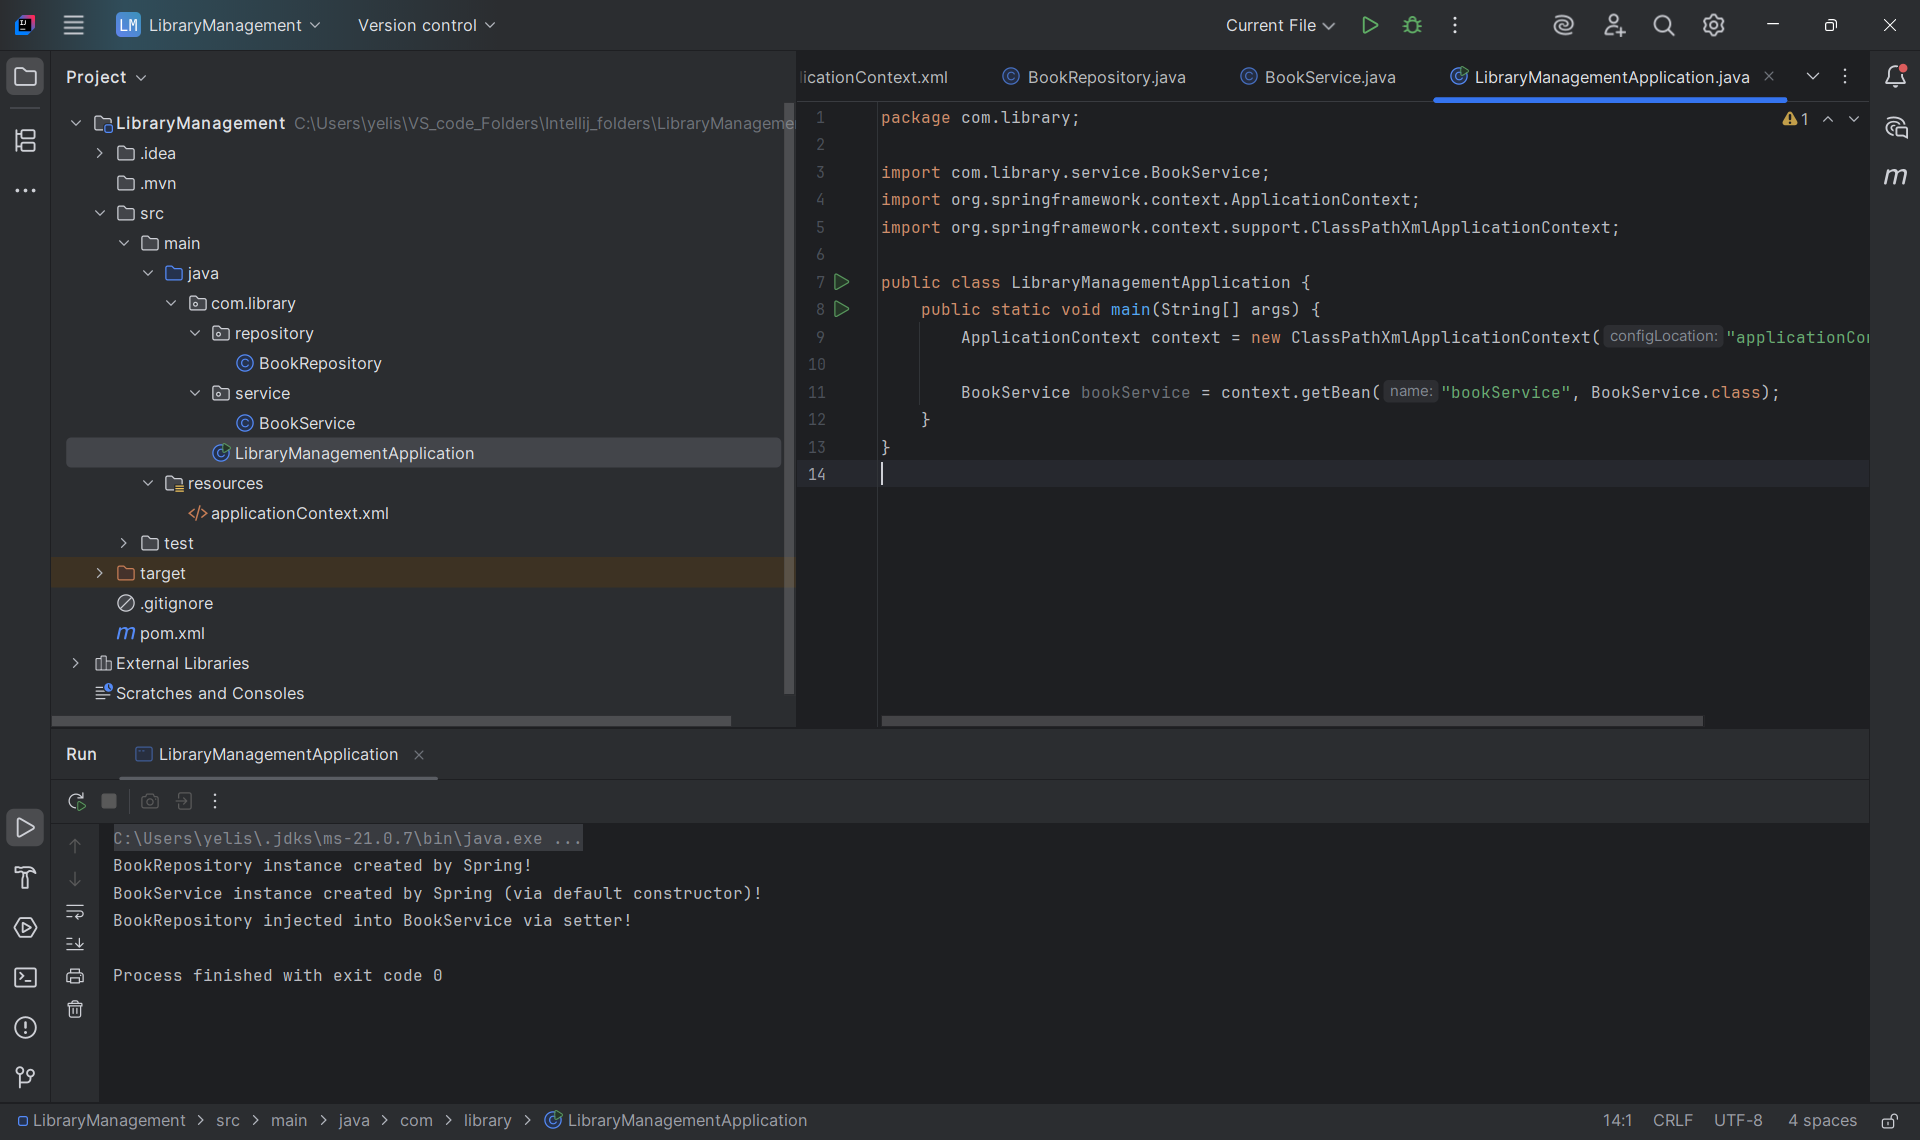 LM LibraryManagement Version control Current File
Project
LibraryManagement C:\Users\yelis\VS_code_Folders\Intellij_folders\LibraryManageme
.idea
.mvn
src
main
java
com.library
repository
BookRepository
service
BookService
LibraryManagementApplication
resources
applicationContext.xml
test
target
.gitignore
pom.xml
External Libraries
Scratches and Consoles
licationContext.xml BookRepository.java BookService.java LibraryManagementApplication.java
1 package com.library; 1
2
3 import com.library.service.BookService;
4 import org.springframework.context.ApplicationContext;
5 import org.springframework.context.support.ClassPathXmlApplicationContext;
6
7 public class LibraryManagementApplication {
8 public static void main(String[] args) {
9 ApplicationContext context = new ClassPathXmlApplicationContext( configLocation: "applicationCo
10
11 BookService bookService = context.getBean( name: "bookService", BookService.class);
12 }
13 }
14
Run LibraryManagementApplication
C:\Users\yelis\.jdks\ms-21.0.7\bin\java.exe ...
BookRepository instance created by Spring!
BookService instance created by Spring (via default constructor)!
BookRepository injected into BookService via setter!
Process finished with exit code 0
LibraryManagement > src > main > java > com > library > LibraryManagementApplication 14:1 CRLF UTF-8 4 spaces